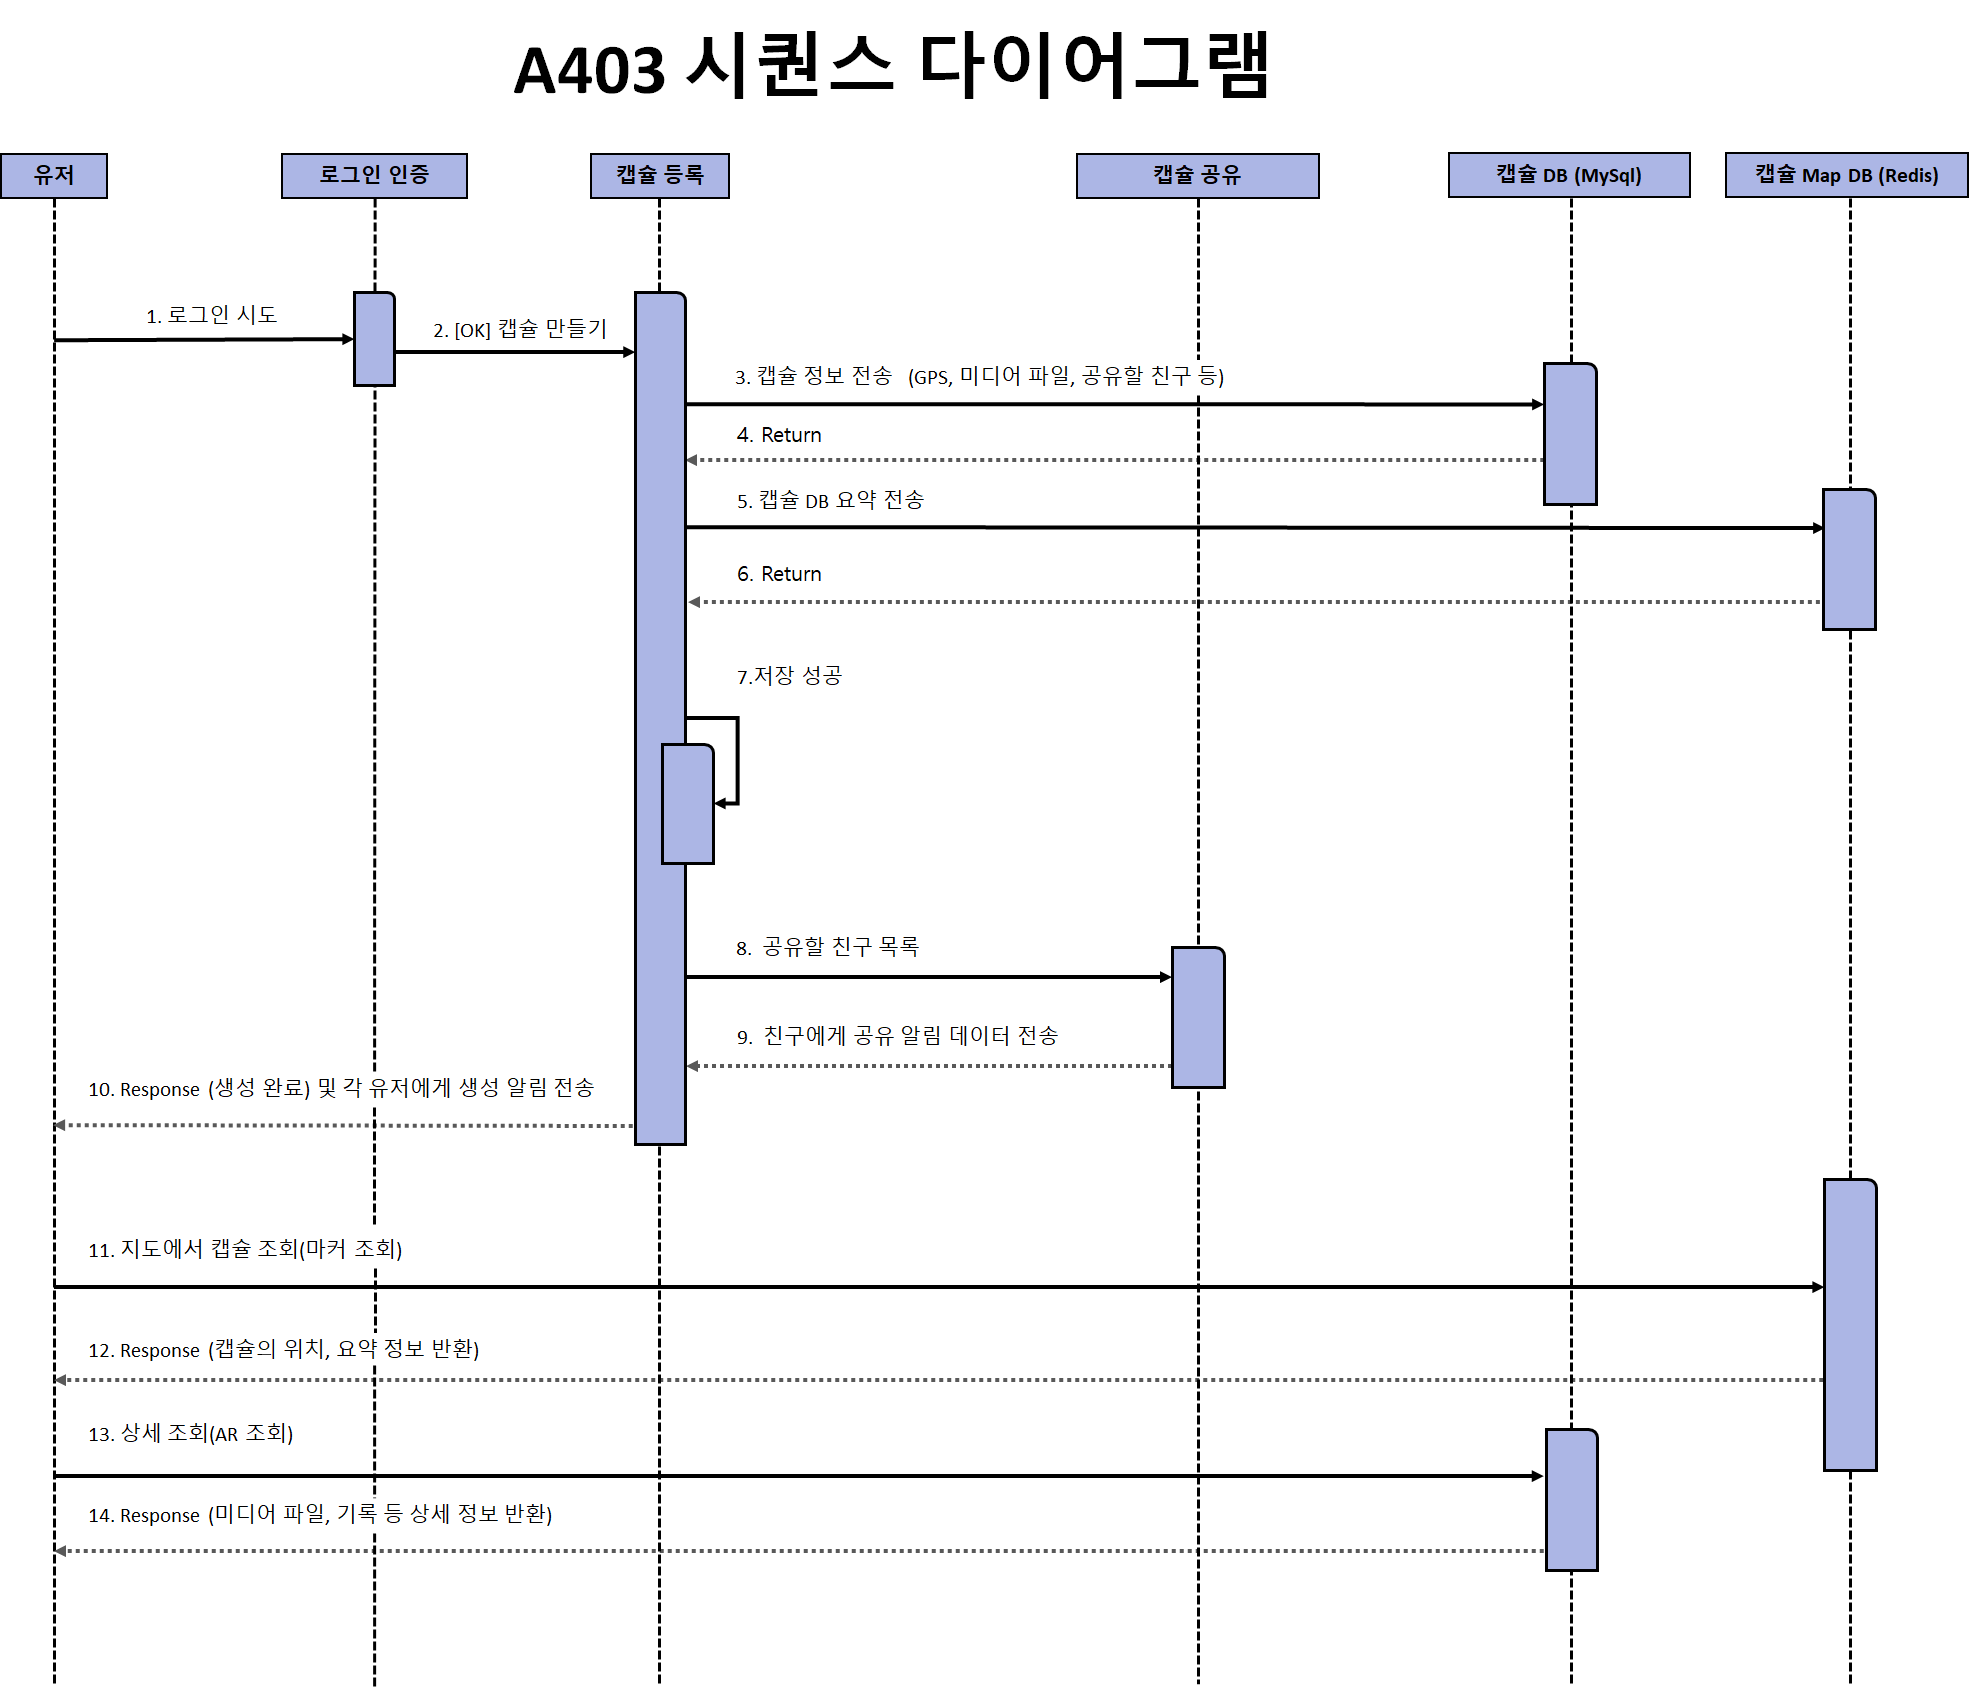 A403 시퀀스 다이어그램
유저
로그인 인증
캡슐 등록
캡슐 공유
캡슐 DB (MySql)
캡슐 Map DB (Redis)
1. 로그인 시도
2. [OK] 캡슐 만들기
3. 캡슐 정보 전송 (GPS, 미디어 파일, 공유할 친구 등)
4. Return
5. 캡슐 DB 요약 전송
6. Return
7.저장 성공
8. 공유할 친구 목록
9. 친구에게 공유 알림 데이터 전송
10. Response (생성 완료) 및 각 유저에게 생성 알림 전송
11. 지도에서 캡슐 조회(마커 조회)
12. Response (캡슐의 위치, 요약 정보 반환)
13. 상세 조회(AR 조회)
14. Response (미디어 파일, 기록 등 상세 정보 반환)